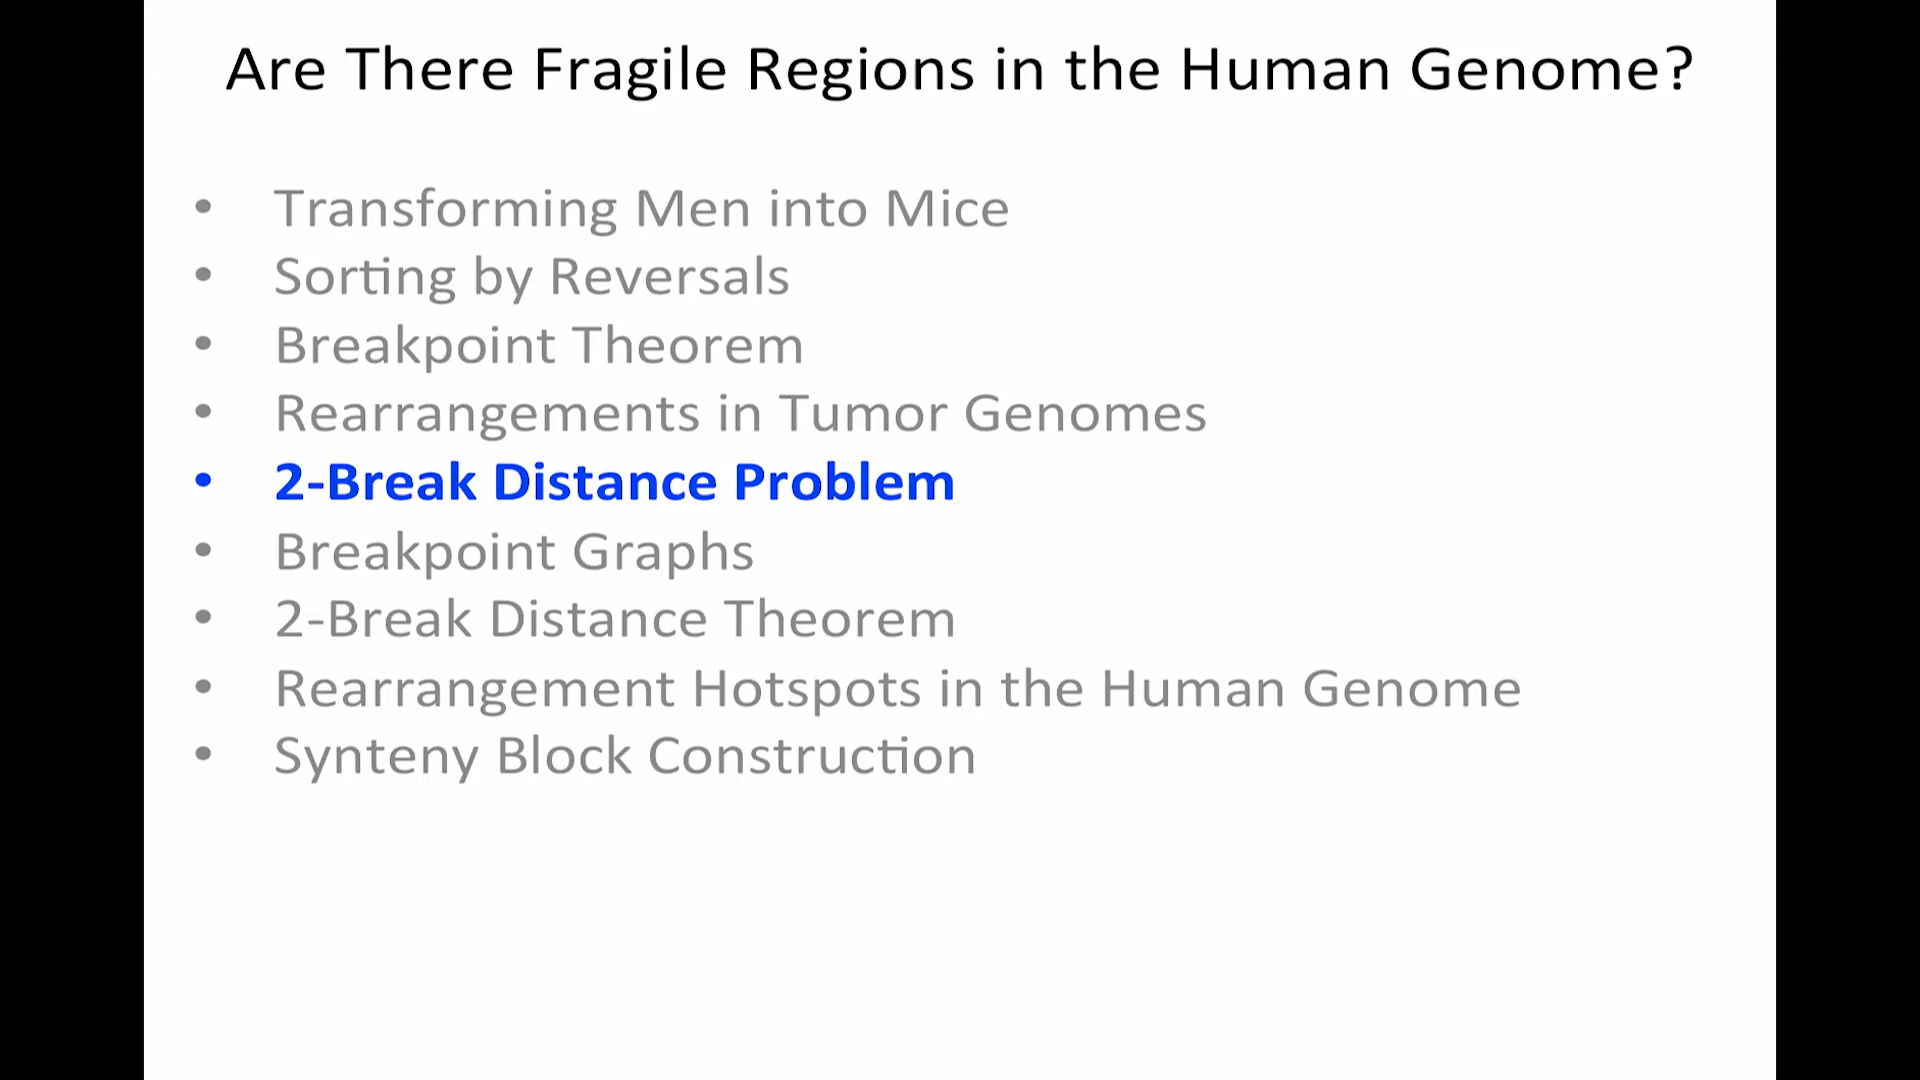 Are There Fragile Regions in the Human Genome?
• Transforming Men into Mice
• Sorting by Reversals
• Breakpoint Theorem
• Rearrangements in Tumor Genomes
• 2-Break Distance Problem
• Breakpoint Graphs
• 2-Break Distance Theorem
• Rearrangement Hotspots in the Human Genome
• Synteny Block Construction